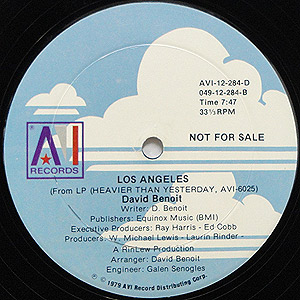 AVI-12-284-D
049-12-284-B
Time 7:47
33⅓ RPM
NOT FOR SALE
AVI
RECORDS
LOS ANGELES
(From LP (HEAVIER THAN YESTERDAY, AVI-6025)
David Benoit
Writer: D. Benoit
Publishers: Equinox Music (BMI)
Executive Producers: Ray Harris - Ed Cobb
Producers: W. Michael Lewis - Laurin Rinder -
A RinLew Production
Arranger: David Benoit
Engineer: Galen Senogles
© 1979 AVI Record Distributing Corp.